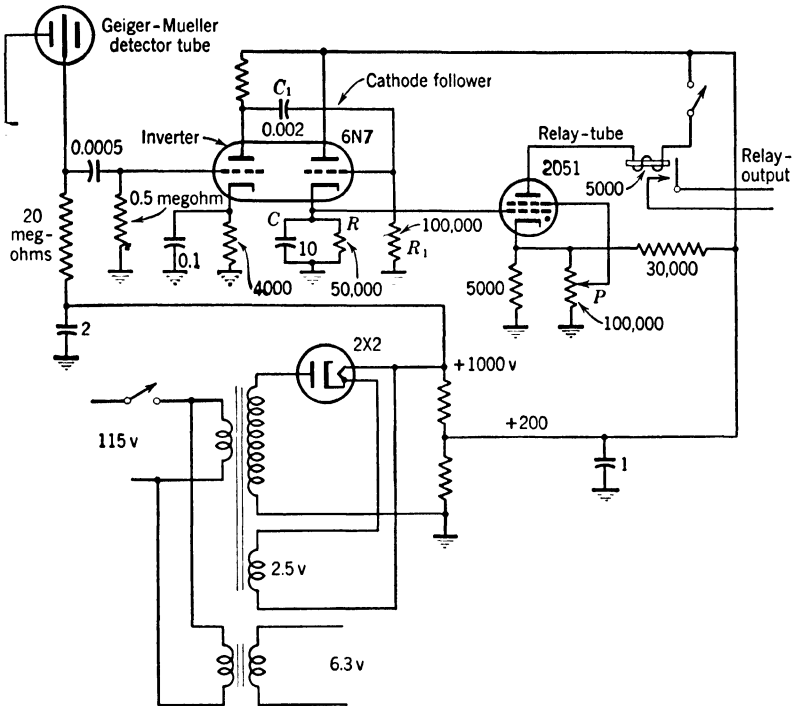 Geiger-Mueller
detector tube
C₁
Cathode follower
0.002
Inverter
6N7
0.0005
Relay-tube
2051
5000
Relay-
output
20
meg-
ohms
0.5 megohm
C
R
0.1
10
100,000
R₁
4000
50,000
30,000
5000
P
100,000
2
2X2
+1000 v
115 v
+200
1
2.5 v
6.3 v